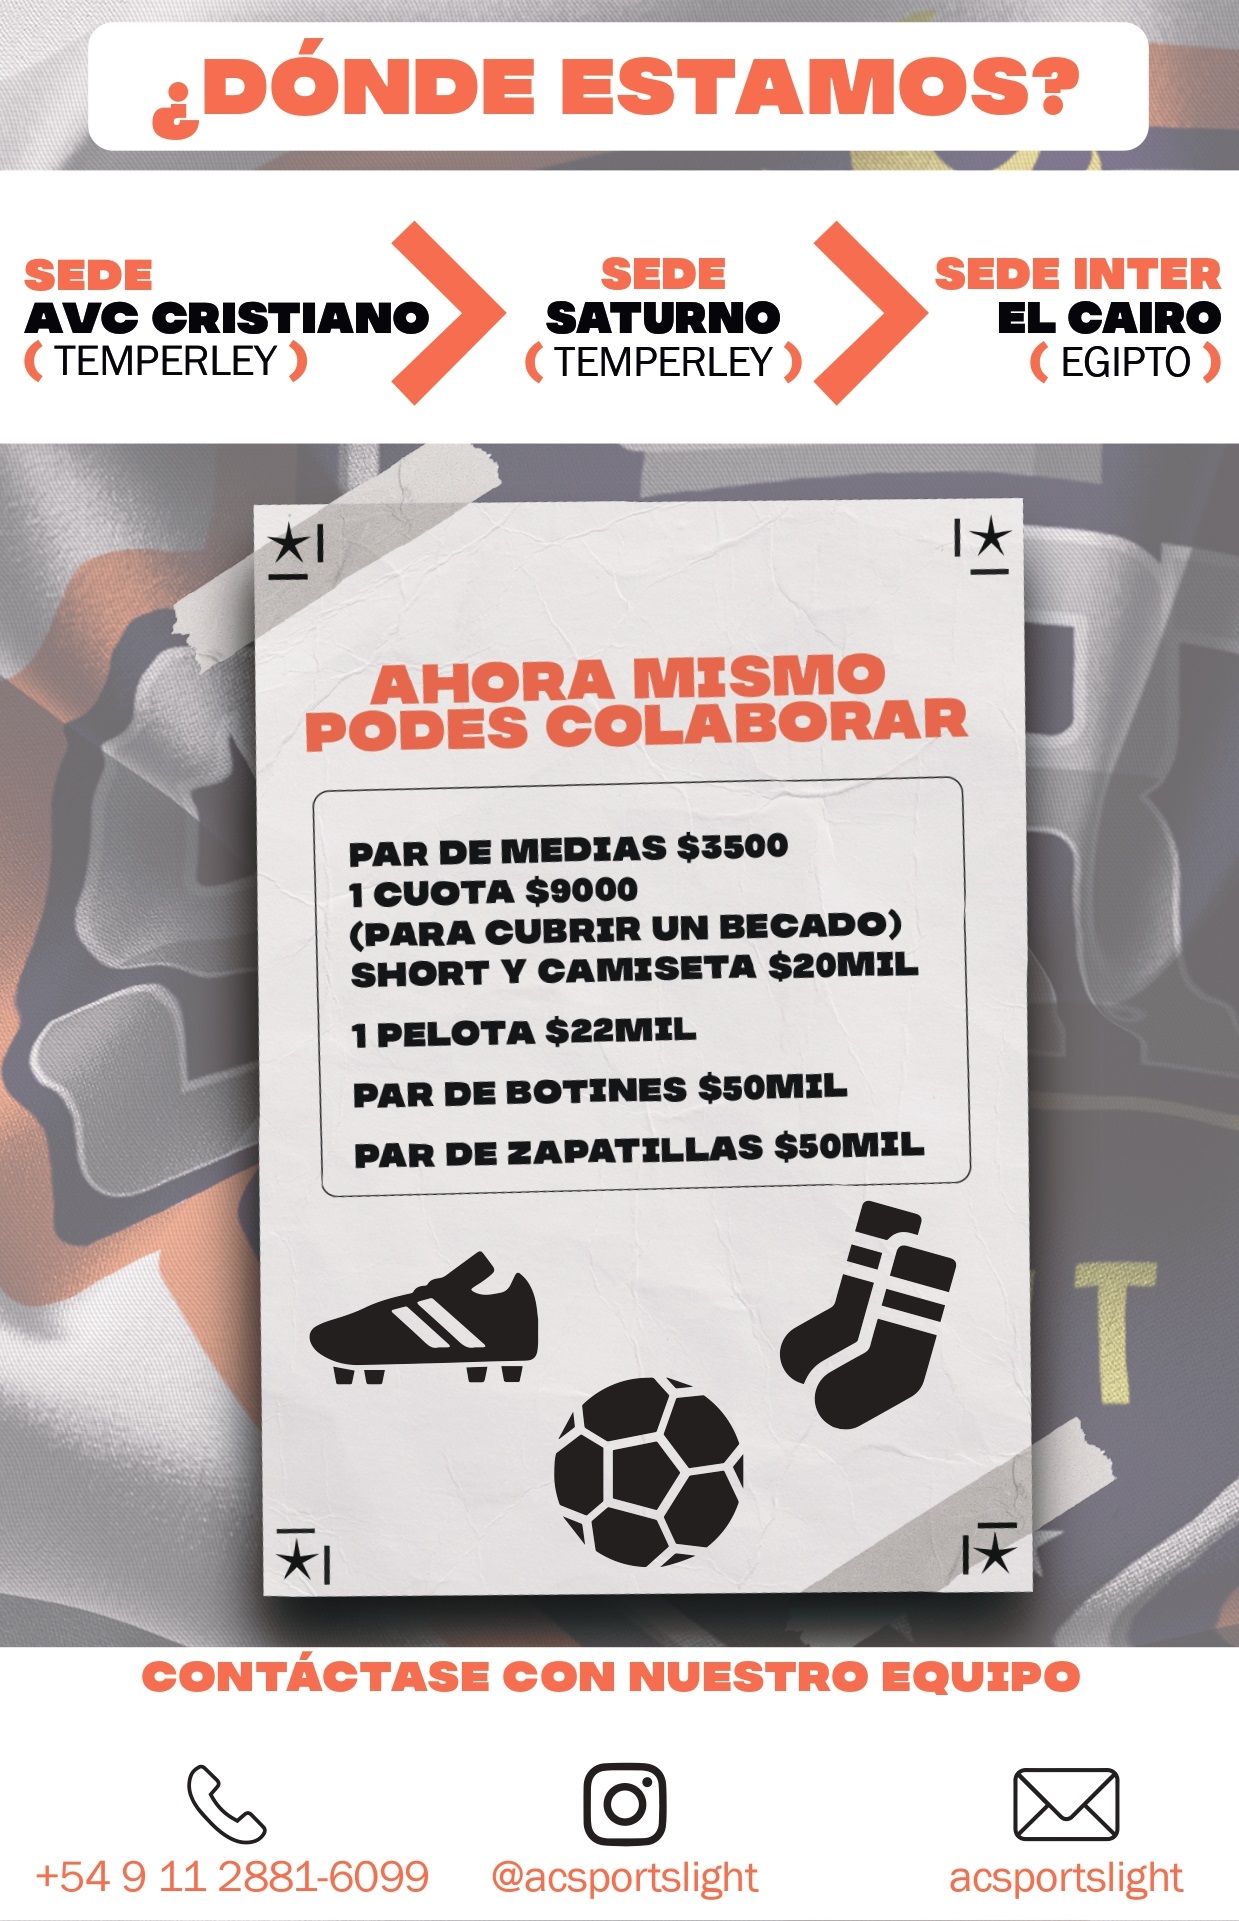 ¿DÓNDE ESTAMOS?
SEDE
AVC CRISTIANO
( TEMPERLEY )
SEDE
SATURNO
( TEMPERLEY )
SEDE INTER
EL CAIRO
( EGIPTO )
AHORA MISMO
PODES COLABORAR
PAR DE MEDIAS $3500
1 CUOTA $9000
(PARA CUBRIR UN BECADO)
SHORT Y CAMISETA $20MIL
1 PELOTA $22MIL
PAR DE BOTINES $50MIL
PAR DE ZAPATILLAS $50MIL
T
CONTÁCTASE CON NUESTRO EQUIPO
+54 9 11 2881-6099
@acsportslight
acsportslight